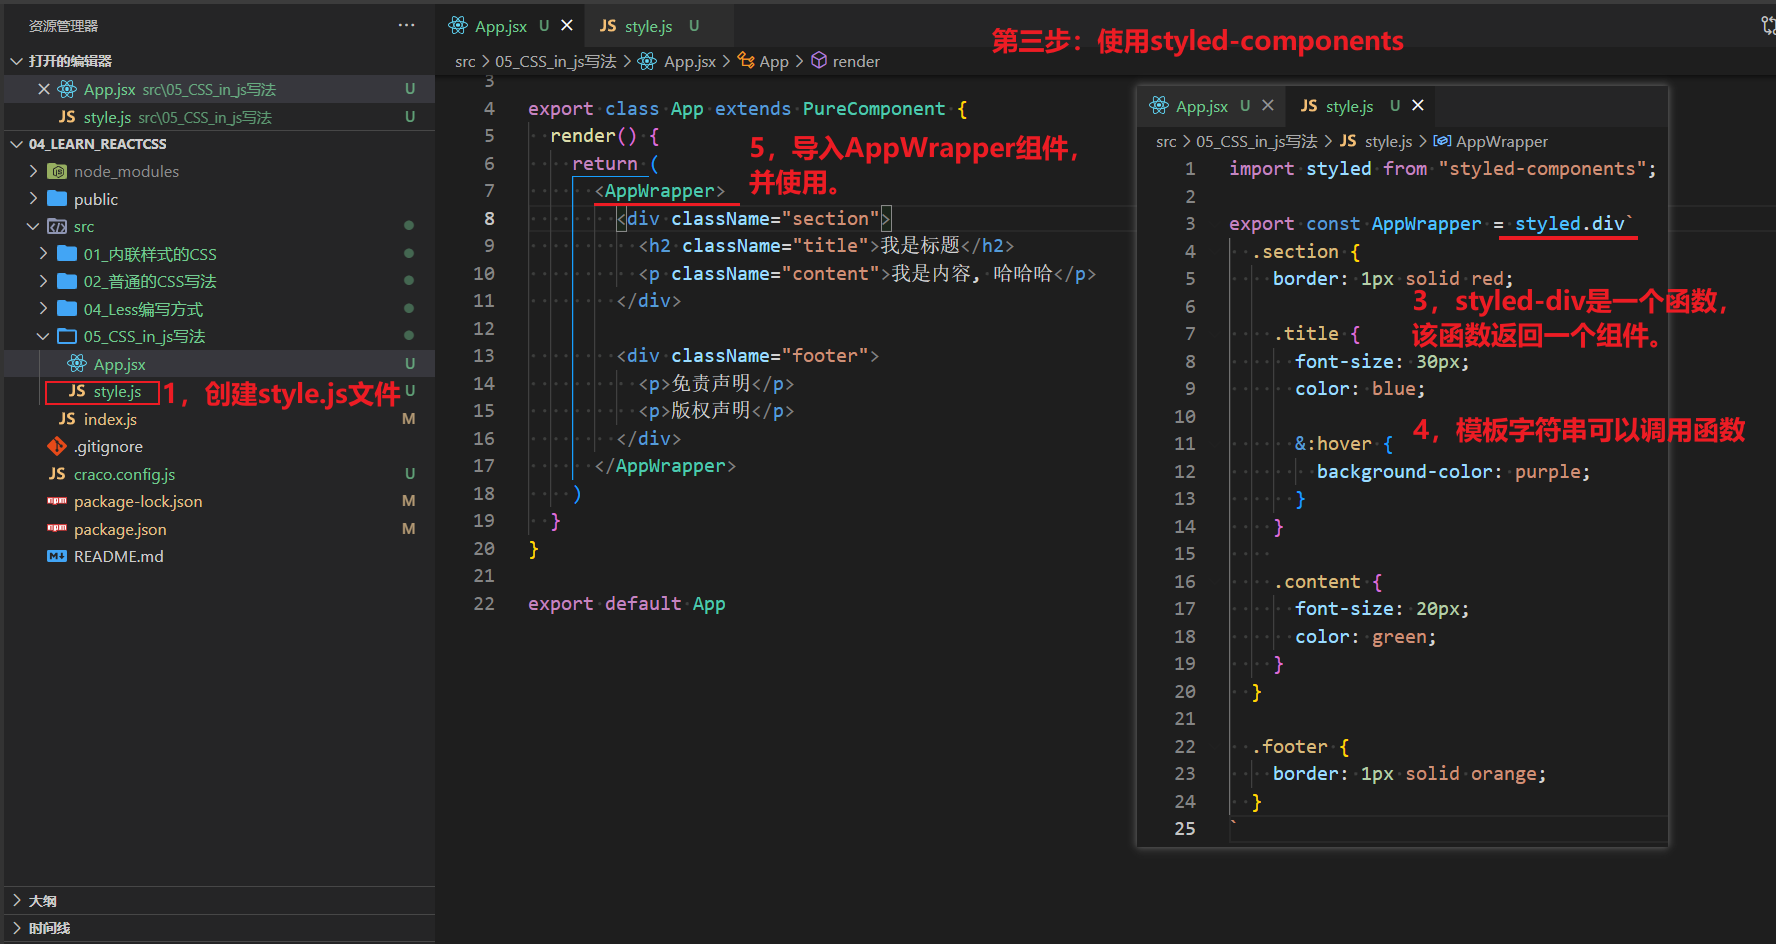 资源管理器
打开的编辑器
App.jsx src\05_CSS_in_js写法 U
style.js src\05_CSS_in_js写法 U
04_LEARN_REACTCSS
node_modules
public
src
01_内联样式的CSS
02_普通的CSS写法
04_Less编写方式
05_CSS_in_js写法
App.jsx U
JS style.js U
1，创建style.js文件
JS index.js M
.gitignore
JS craco.config.js U
npm package-lock.json M
npm package.json M
README.md
大纲
时间线
App.jsx U
JS style.js U
第三步：使用styled-components
src > 05_CSS_in_js写法 > App.jsx > App > render
3
4 export class App extends PureComponent {
5 render() {
6 return (
7 <AppWrapper>
8 <div className="section">
9 <h2 className="title">我是标题</h2>
10 <p className="content">我是内容, 哈哈哈</p>
11 </div>
12
13 <div className="footer">
14 <p>免责声明</p>
15 <p>版权声明</p>
16 </div>
17 </AppWrapper>
18 )
19 }
20 }
21
22 export default App
5，导入AppWrapper组件，
并使用。
App.jsx U
JS style.js U
src > 05_CSS_in_js写法 > JS style.js > AppWrapper
1 import styled from "styled-components";
2
3 export const AppWrapper = styled.div`
4 .section {
5 border: 1px solid red;
6
7 .title {
8 font-size: 30px;
9 color: blue;
10
11 &:hover {
12 background-color: purple;
13 }
14 }
15
16 .content {
17 font-size: 20px;
18 color: green;
19 }
20 }
21
22 .footer {
23 border: 1px solid orange;
24 }
25 `
3，styled-div是一个函数，
该函数返回一个组件。
4，模板字符串可以调用函数